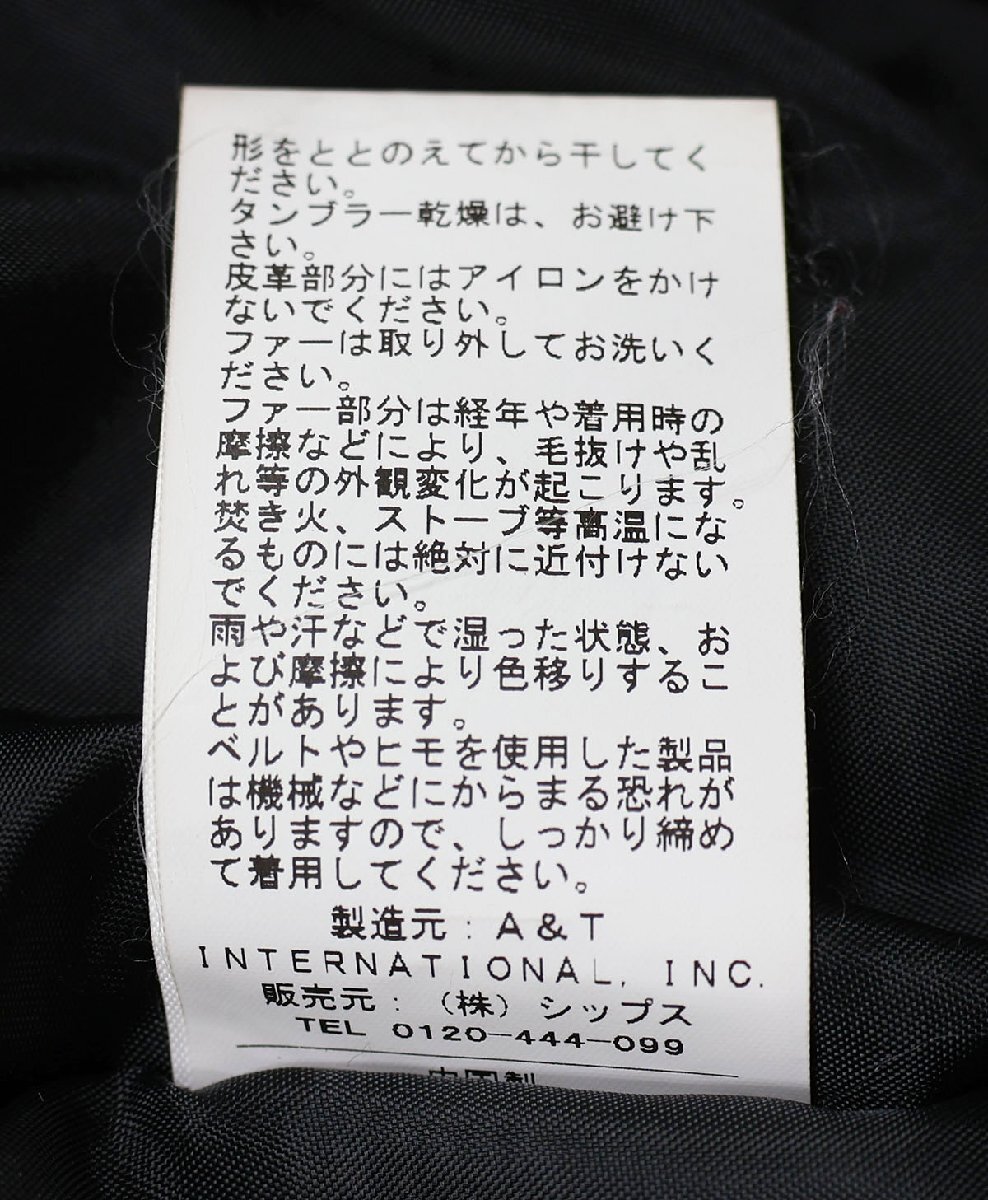 形をととのえてから干してく
ださい。
タンブラー乾燥は、お避け下
さい。
皮革部分にはアイロンをかけ
ないでください。
ファーは取り外してお洗いく
ださい。
ファー部分は経年や着用時の
摩擦などにより、毛抜けや乱
れ等の外観変化が起こります。
焚き火、ストーブ等高温にな
るものには絶対に近付けない
でください。
雨や汗などで湿った状態、お
よび摩擦により色移りするこ
とがあります。
ベルトやヒモを使用した製品
は機械などにからまる恐れが
ありますので、しっかり締め
て着用してください。
製造元：A&T
INTERNATIONAL, INC.
販売元：（株）シップス
TEL 0120-444-099
中国製